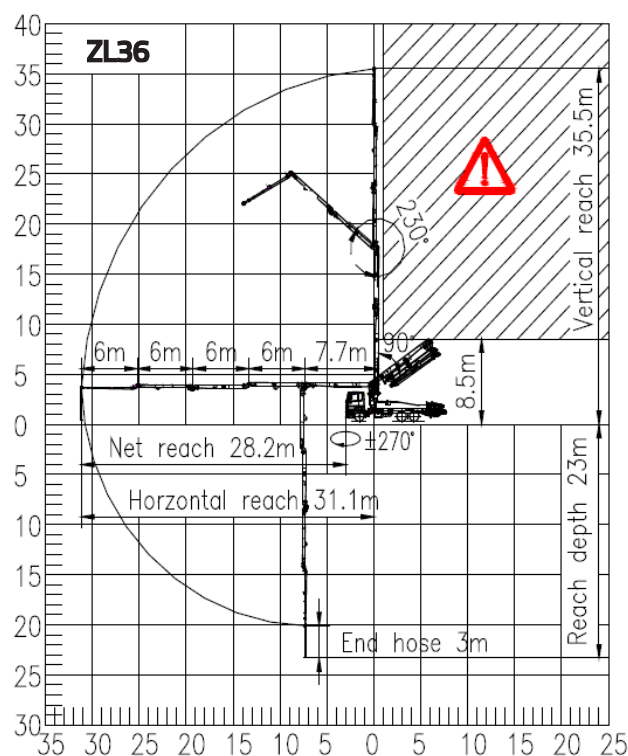 40
ZL36
35
30
25
20
15
10
5
0
5
10
15
20
25
30
230°
Vertical reach 35.5m
6m 6m 6m 6m 7.7m
90°
8.5m
±270°
Net reach 28.2m
Horzontal reach 31.1m
Reach depth 23m
End hose 3m
35 30 25 20 15 10 5 0 5 10 15 20 25